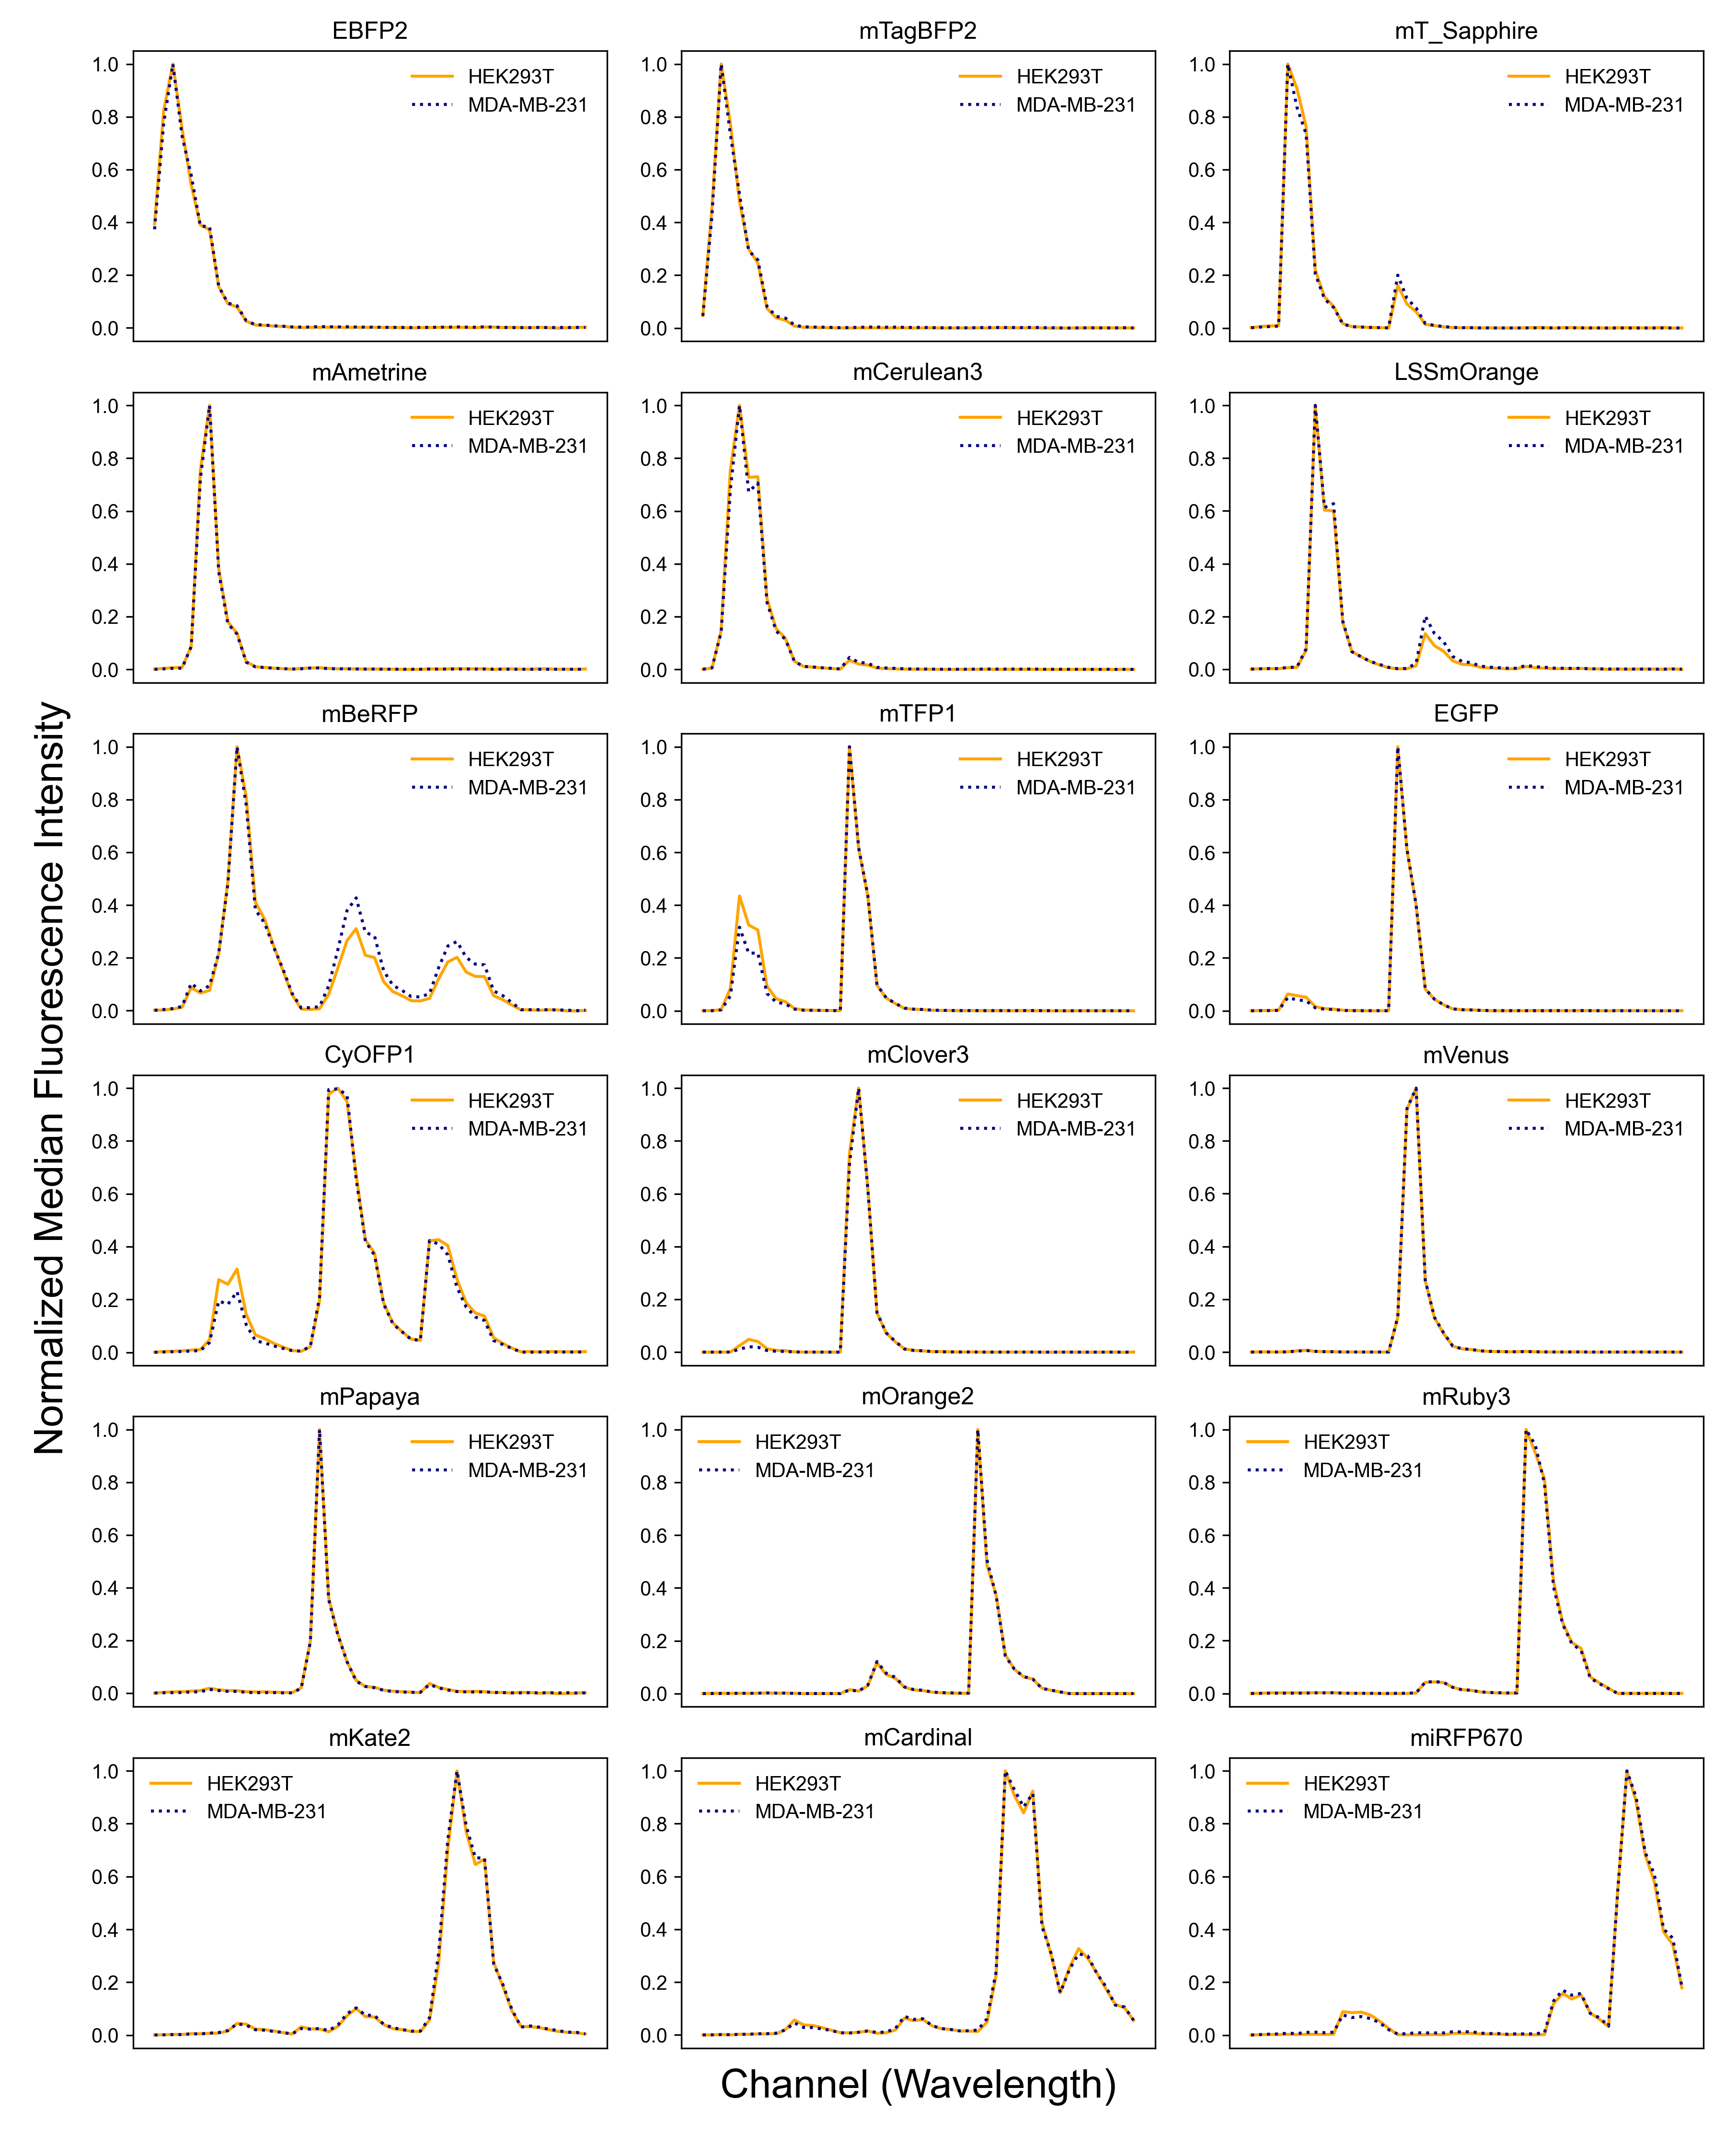 Normalized Median Fluorescence Intensity
EBFP2
1.0
0.8
0.6
0.4
0.2
0.0
HEK293T
MDA-MB-231
mTagBFP2
1.0
0.8
0.6
0.4
0.2
0.0
HEK293T
MDA-MB-231
mT_Sapphire
1.0
0.8
0.6
0.4
0.2
0.0
HEK293T
MDA-MB-231
mAmetrine
1.0
0.8
0.6
0.4
0.2
0.0
HEK293T
MDA-MB-231
mCerulean3
1.0
0.8
0.6
0.4
0.2
0.0
HEK293T
MDA-MB-231
LSSmOrange
1.0
0.8
0.6
0.4
0.2
0.0
HEK293T
MDA-MB-231
mBeRFP
1.0
0.8
0.6
0.4
0.2
0.0
HEK293T
MDA-MB-231
mTFP1
1.0
0.8
0.6
0.4
0.2
0.0
HEK293T
MDA-MB-231
EGFP
1.0
0.8
0.6
0.4
0.2
0.0
HEK293T
MDA-MB-231
CyOFP1
1.0
0.8
0.6
0.4
0.2
0.0
HEK293T
MDA-MB-231
mClover3
1.0
0.8
0.6
0.4
0.2
0.0
HEK293T
MDA-MB-231
mVenus
1.0
0.8
0.6
0.4
0.2
0.0
HEK293T
MDA-MB-231
mPapaya
1.0
0.8
0.6
0.4
0.2
0.0
HEK293T
MDA-MB-231
mOrange2
1.0
0.8
0.6
0.4
0.2
0.0
HEK293T
MDA-MB-231
mRuby3
1.0
0.8
0.6
0.4
0.2
0.0
HEK293T
MDA-MB-231
mKate2
1.0
0.8
0.6
0.4
0.2
0.0
HEK293T
MDA-MB-231
mCardinal
1.0
0.8
0.6
0.4
0.2
0.0
HEK293T
MDA-MB-231
miRFP670
1.0
0.8
0.6
0.4
0.2
0.0
HEK293T
MDA-MB-231
Channel (Wavelength)